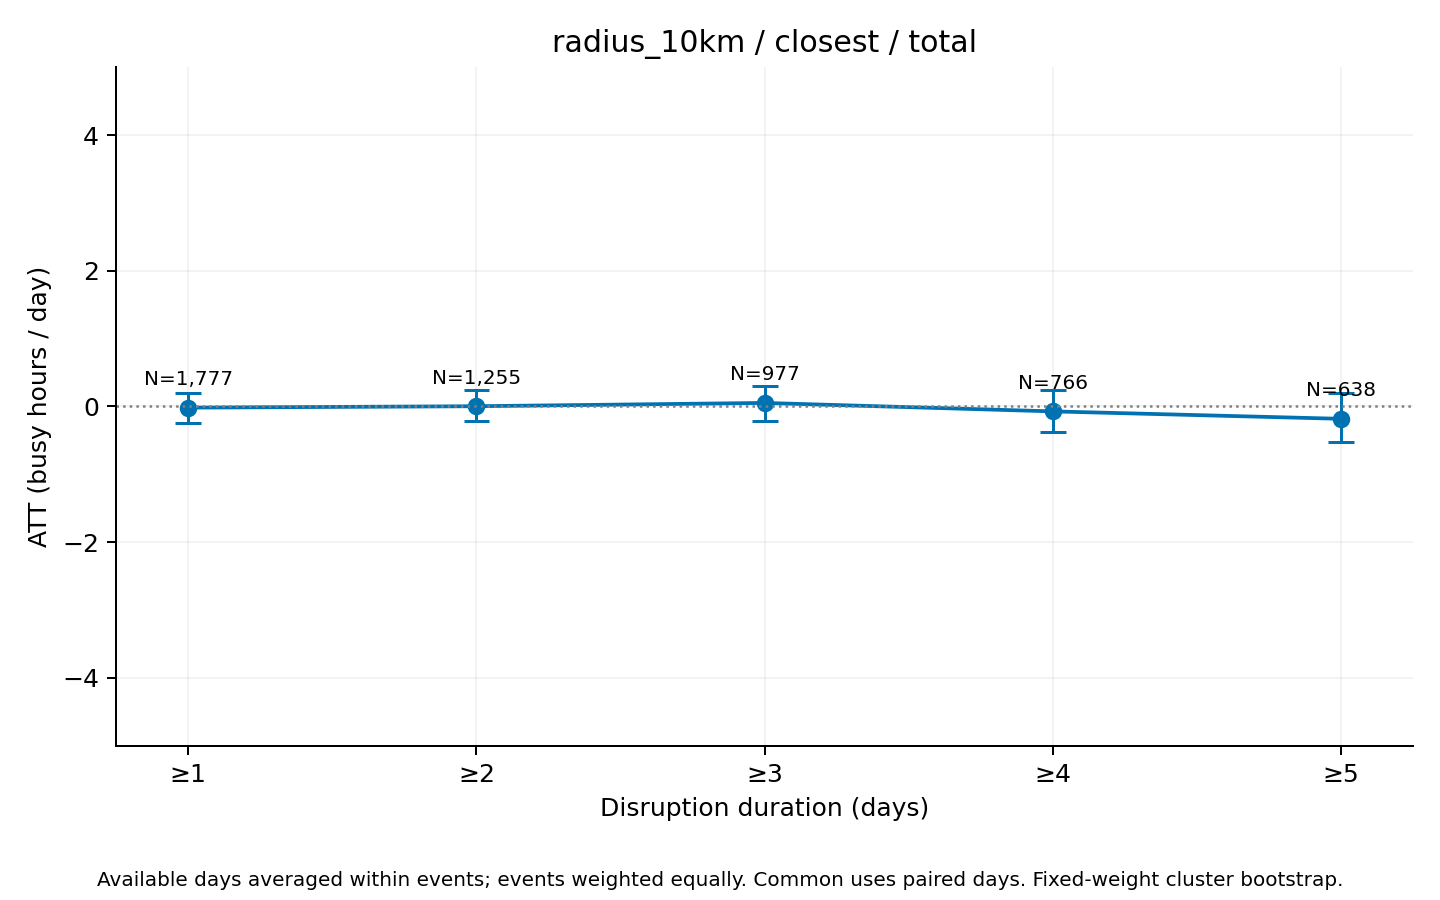 radius_10km / closest / total
ATT (busy hours / day)
4
2
0
−2
−4
N=1,777
N=1,255
N=977
N=766
N=638
≥1
≥2
≥3
≥4
≥5
Disruption duration (days)
Available days averaged within events; events weighted equally. Common uses paired days. Fixed-weight cluster bootstrap.